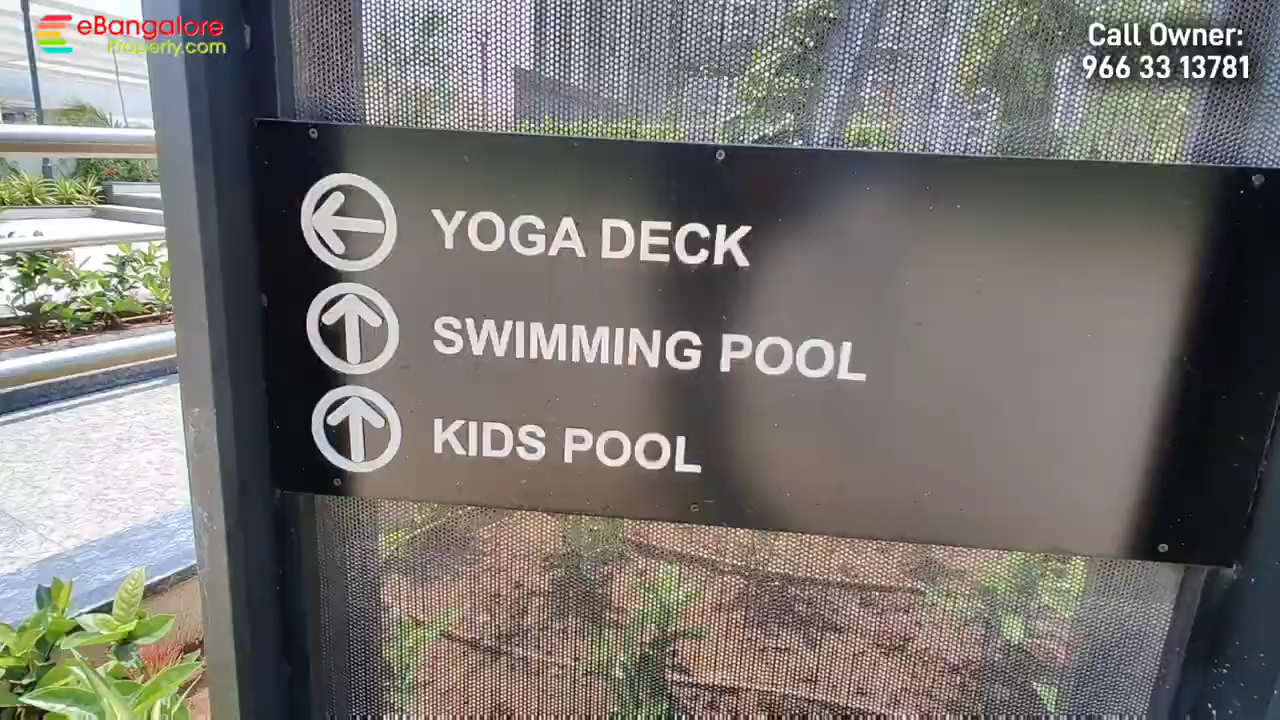 eBangalore
Property.com
Call Owner:
966 33 13781
YOGA DECK
SWIMMING POOL
KIDS POOL